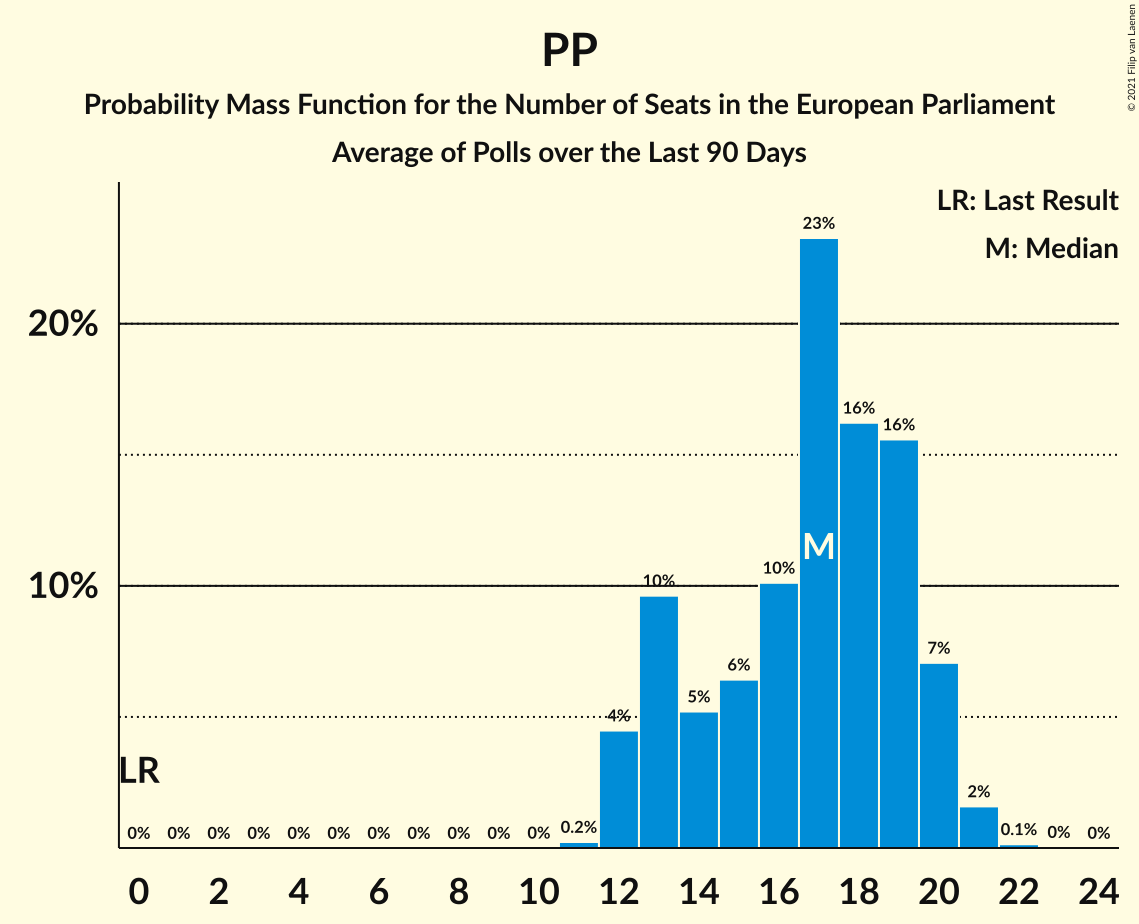 PP
Probability Mass Function for the Number of Seats in the European Parliament
Average of Polls over the Last 90 Days
© 2021 Filip van Laenen
LR: Last Result
M: Median
20%
10%
LR
0% 0% 0% 0% 0% 0% 0% 0% 0% 0% 0% 0.2% 4% 10% 5% 6% 10% 23% 16% 16% 7% 2% 0.1% 0% 0%
M
0 2 4 6 8 10 12 14 16 18 20 22 24